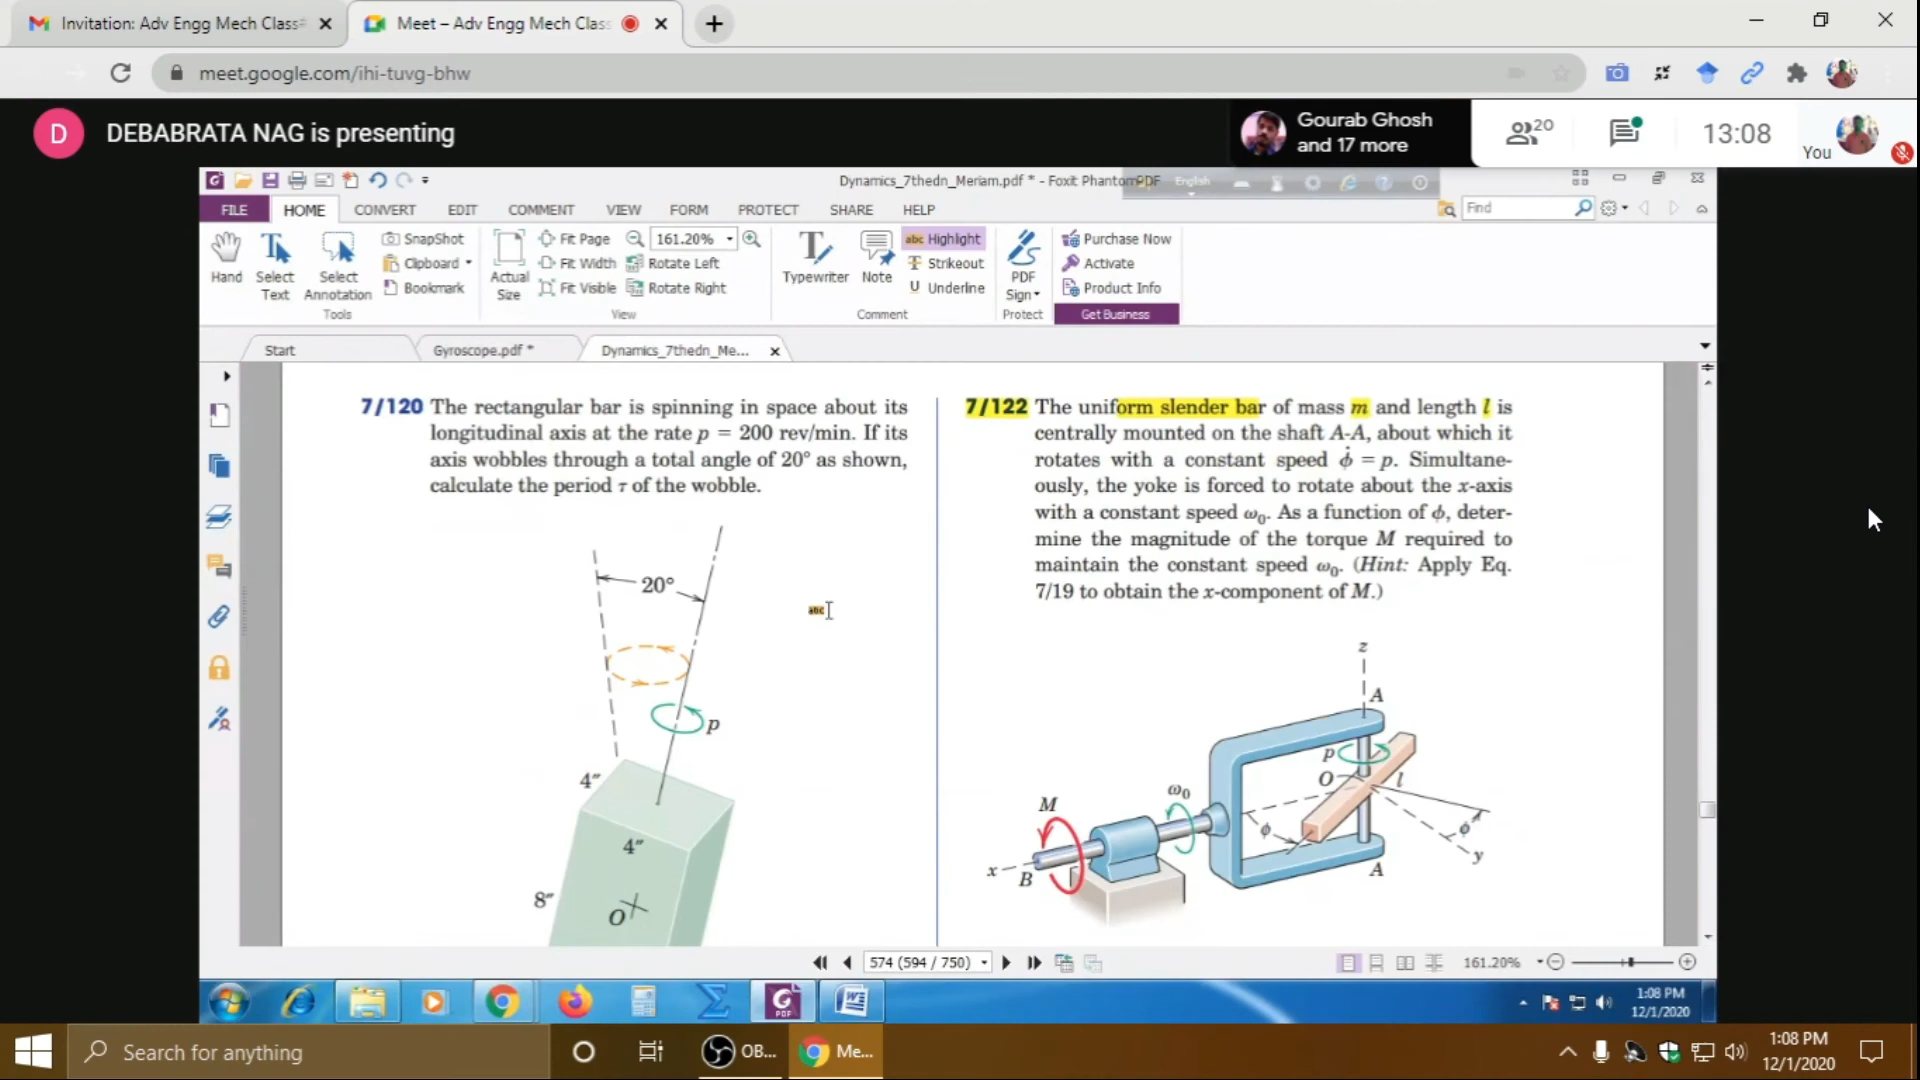 Invitation: Adv Engg Mech Class
Meet – Adv Engg Mech Class
meet.google.com/ihi-tuvg-bhw
D
DEBABRATA NAG is presenting
Gourab Ghosh
and 17 more
20
13:08
You
Dynamics_7thedn_Meriam.pdf * - Foxit PhantomPDF
English
FILE
HOME
CONVERT
EDIT
COMMENT
VIEW
FORM
PROTECT
SHARE
HELP
Find
Hand
Select
Text
Select
Annotation
SnapShot
Clipboard
Bookmark
Tools
Actual
Size
Fit Page
Fit Width
Fit Visible
161.20%
Rotate Left
Rotate Right
View
Typewriter
Note
abc Highlight
T Strikeout
U Underline
Comment
PDF
Sign
Protect
Purchase Now
Activate
Product Info
Get Business
Start
Gyroscope.pdf *
Dynamics_7thedn_Me...
7/120 The rectangular bar is spinning in space about its
longitudinal axis at the rate p = 200 rev/min. If its
axis wobbles through a total angle of 20° as shown,
calculate the period τ of the wobble.
20°
abc
p
4″
4″
8″
O
7/122 The uniform slender bar of mass m and length l is
centrally mounted on the shaft A-A, about which it
rotates with a constant speed ϕ̇ = p. Simultane-
ously, the yoke is forced to rotate about the x-axis
with a constant speed ω₀. As a function of ϕ, deter-
mine the magnitude of the torque M required to
maintain the constant speed ω₀. (Hint: Apply Eq.
7/19 to obtain the x-component of M.)
z
A
p
O
l
ω₀
M
ϕ
ϕ
y
x
B
A
574 (594 / 750)
161.20%
G
PDF
W
1:08 PM
12/1/2020
Search for anything
OB...
Me...
1:08 PM
12/1/2020